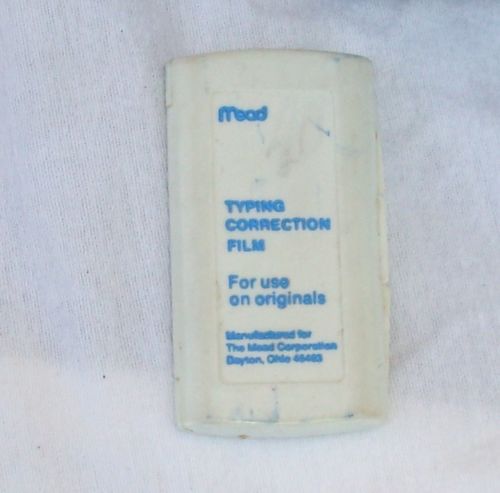 Mead
TYPING
CORRECTION
FILM
For use
on originals
Manufactured for
The Mead Corporation
Dayton, Ohio 45463